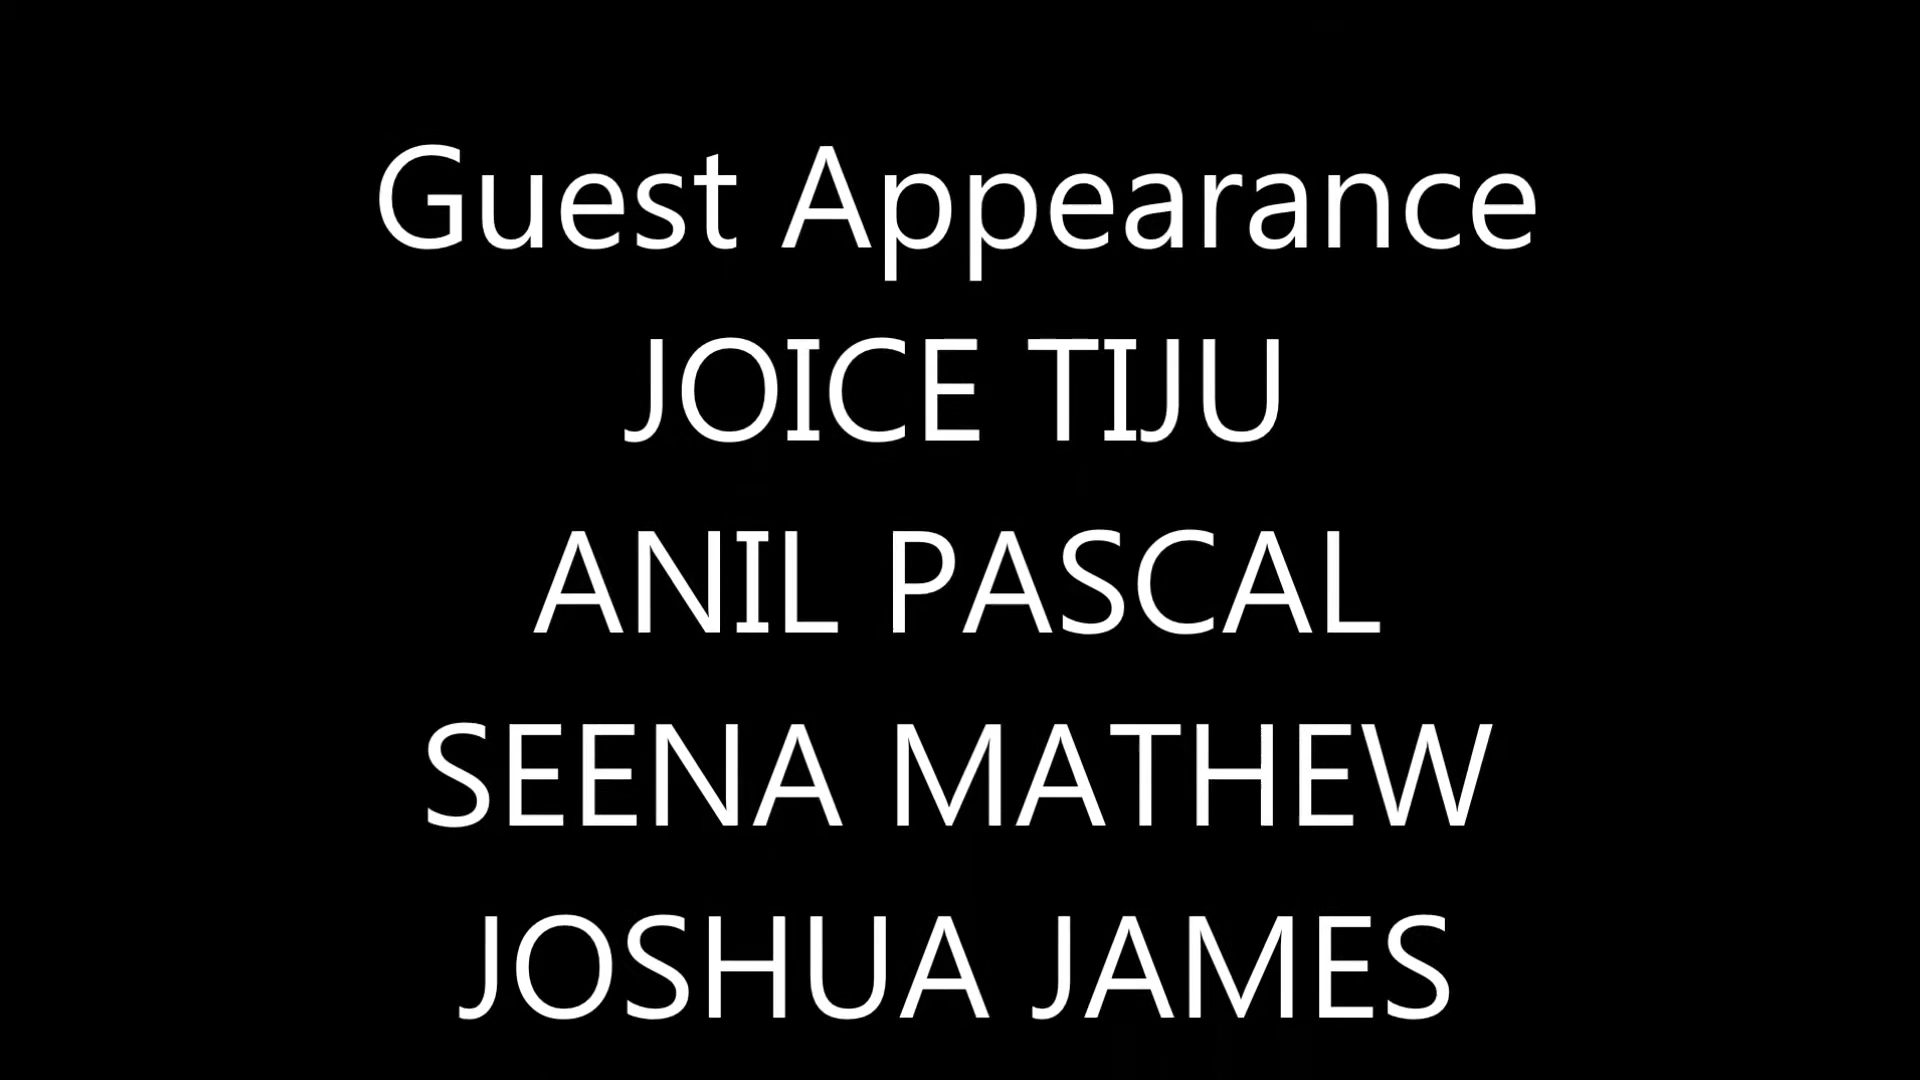 Guest Appearance
JOICE TIJU
ANIL PASCAL
SEENA MATHEW
JOSHUA JAMES